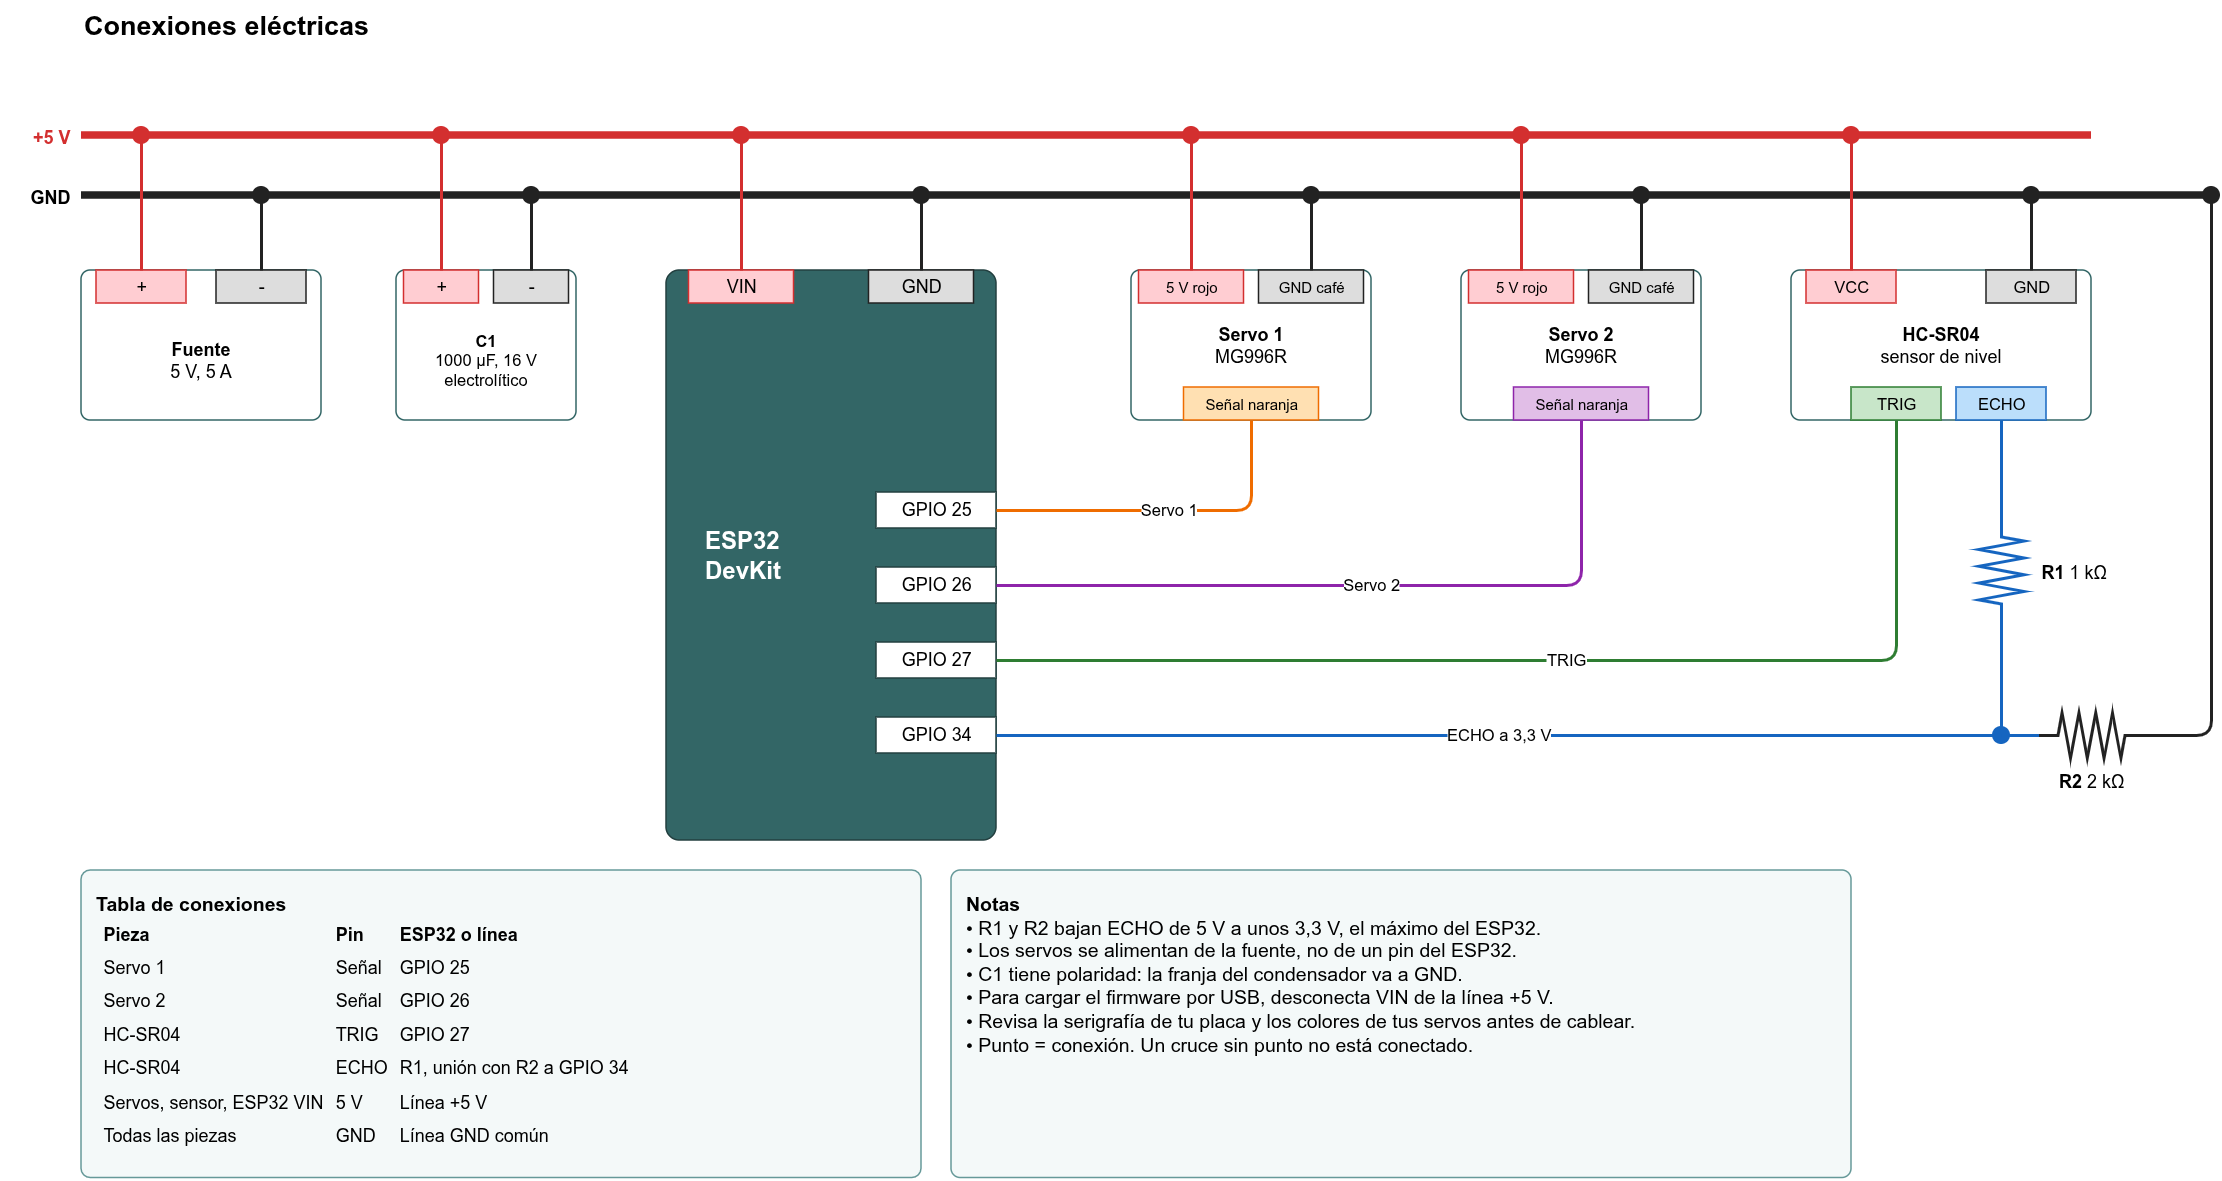 Conexiones eléctricas
+5 V
GND
+
-
+
-
VIN
GND
5 V rojo
GND café
5 V rojo
GND café
VCC
GND
Fuente
5 V, 5 A
C1
1000 µF, 16 V
electrolítico
Servo 1
MG996R
Servo 2
MG996R
HC-SR04
sensor de nivel
Señal naranja
Señal naranja
TRIG
ECHO
ESP32
DevKit
GPIO 25
Servo 1
GPIO 26
Servo 2
R1 1 kΩ
GPIO 27
TRIG
GPIO 34
ECHO a 3,3 V
R2 2 kΩ
Tabla de conexiones
Pieza Pin ESP32 o línea
Servo 1 Señal GPIO 25
Servo 2 Señal GPIO 26
HC-SR04 TRIG GPIO 27
HC-SR04 ECHO R1, unión con R2 a GPIO 34
Servos, sensor, ESP32 VIN 5 V Línea +5 V
Todas las piezas GND Línea GND común
Notas
• R1 y R2 bajan ECHO de 5 V a unos 3,3 V, el máximo del ESP32.
• Los servos se alimentan de la fuente, no de un pin del ESP32.
• C1 tiene polaridad: la franja del condensador va a GND.
• Para cargar el firmware por USB, desconecta VIN de la línea +5 V.
• Revisa la serigrafía de tu placa y los colores de tus servos antes de cablear.
• Punto = conexión. Un cruce sin punto no está conectado.